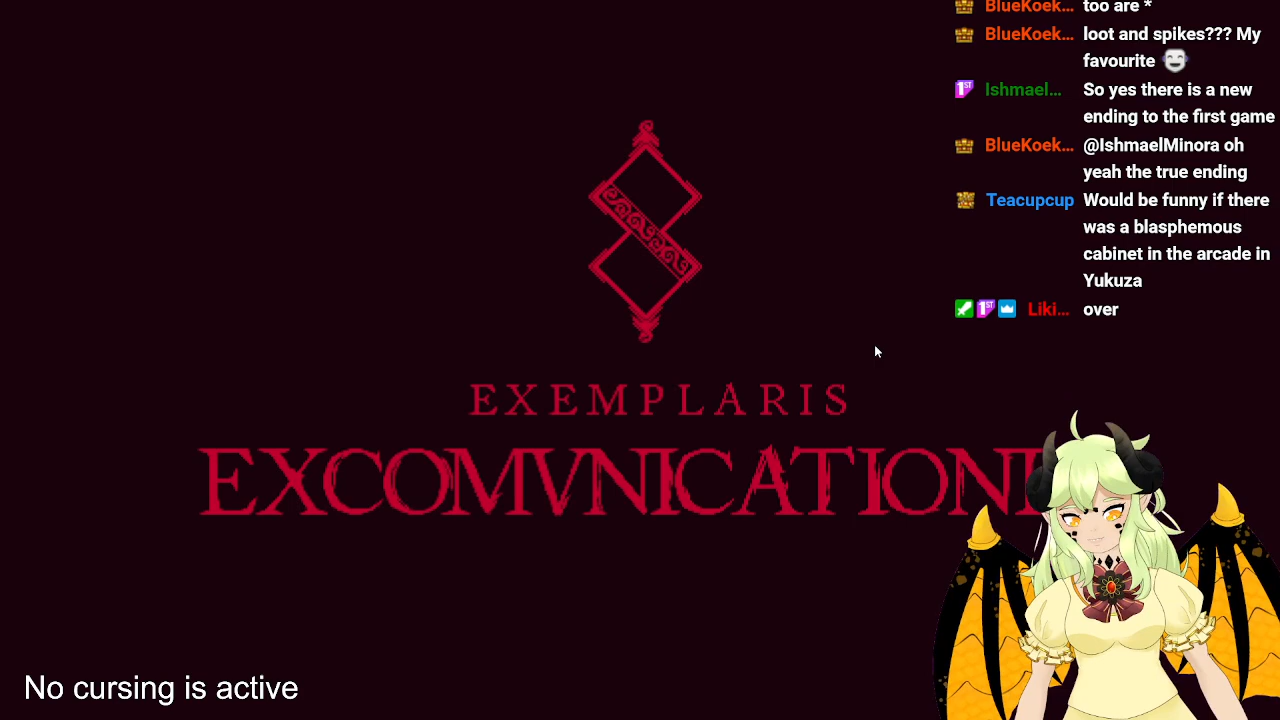 BlueKoek... too are *
BlueKoek... loot and spikes??? My
favourite
1ST Ishmael... So yes there is a new
ending to the first game
BlueKoek... @IshmaelMinora oh
yeah the true ending
Teacupcup Would be funny if there
was a blasphemous
cabinet in the arcade in
Yukuza
1ST Liki... over
EXEMPLARIS
EXCOMVNICATIONI
No cursing is active